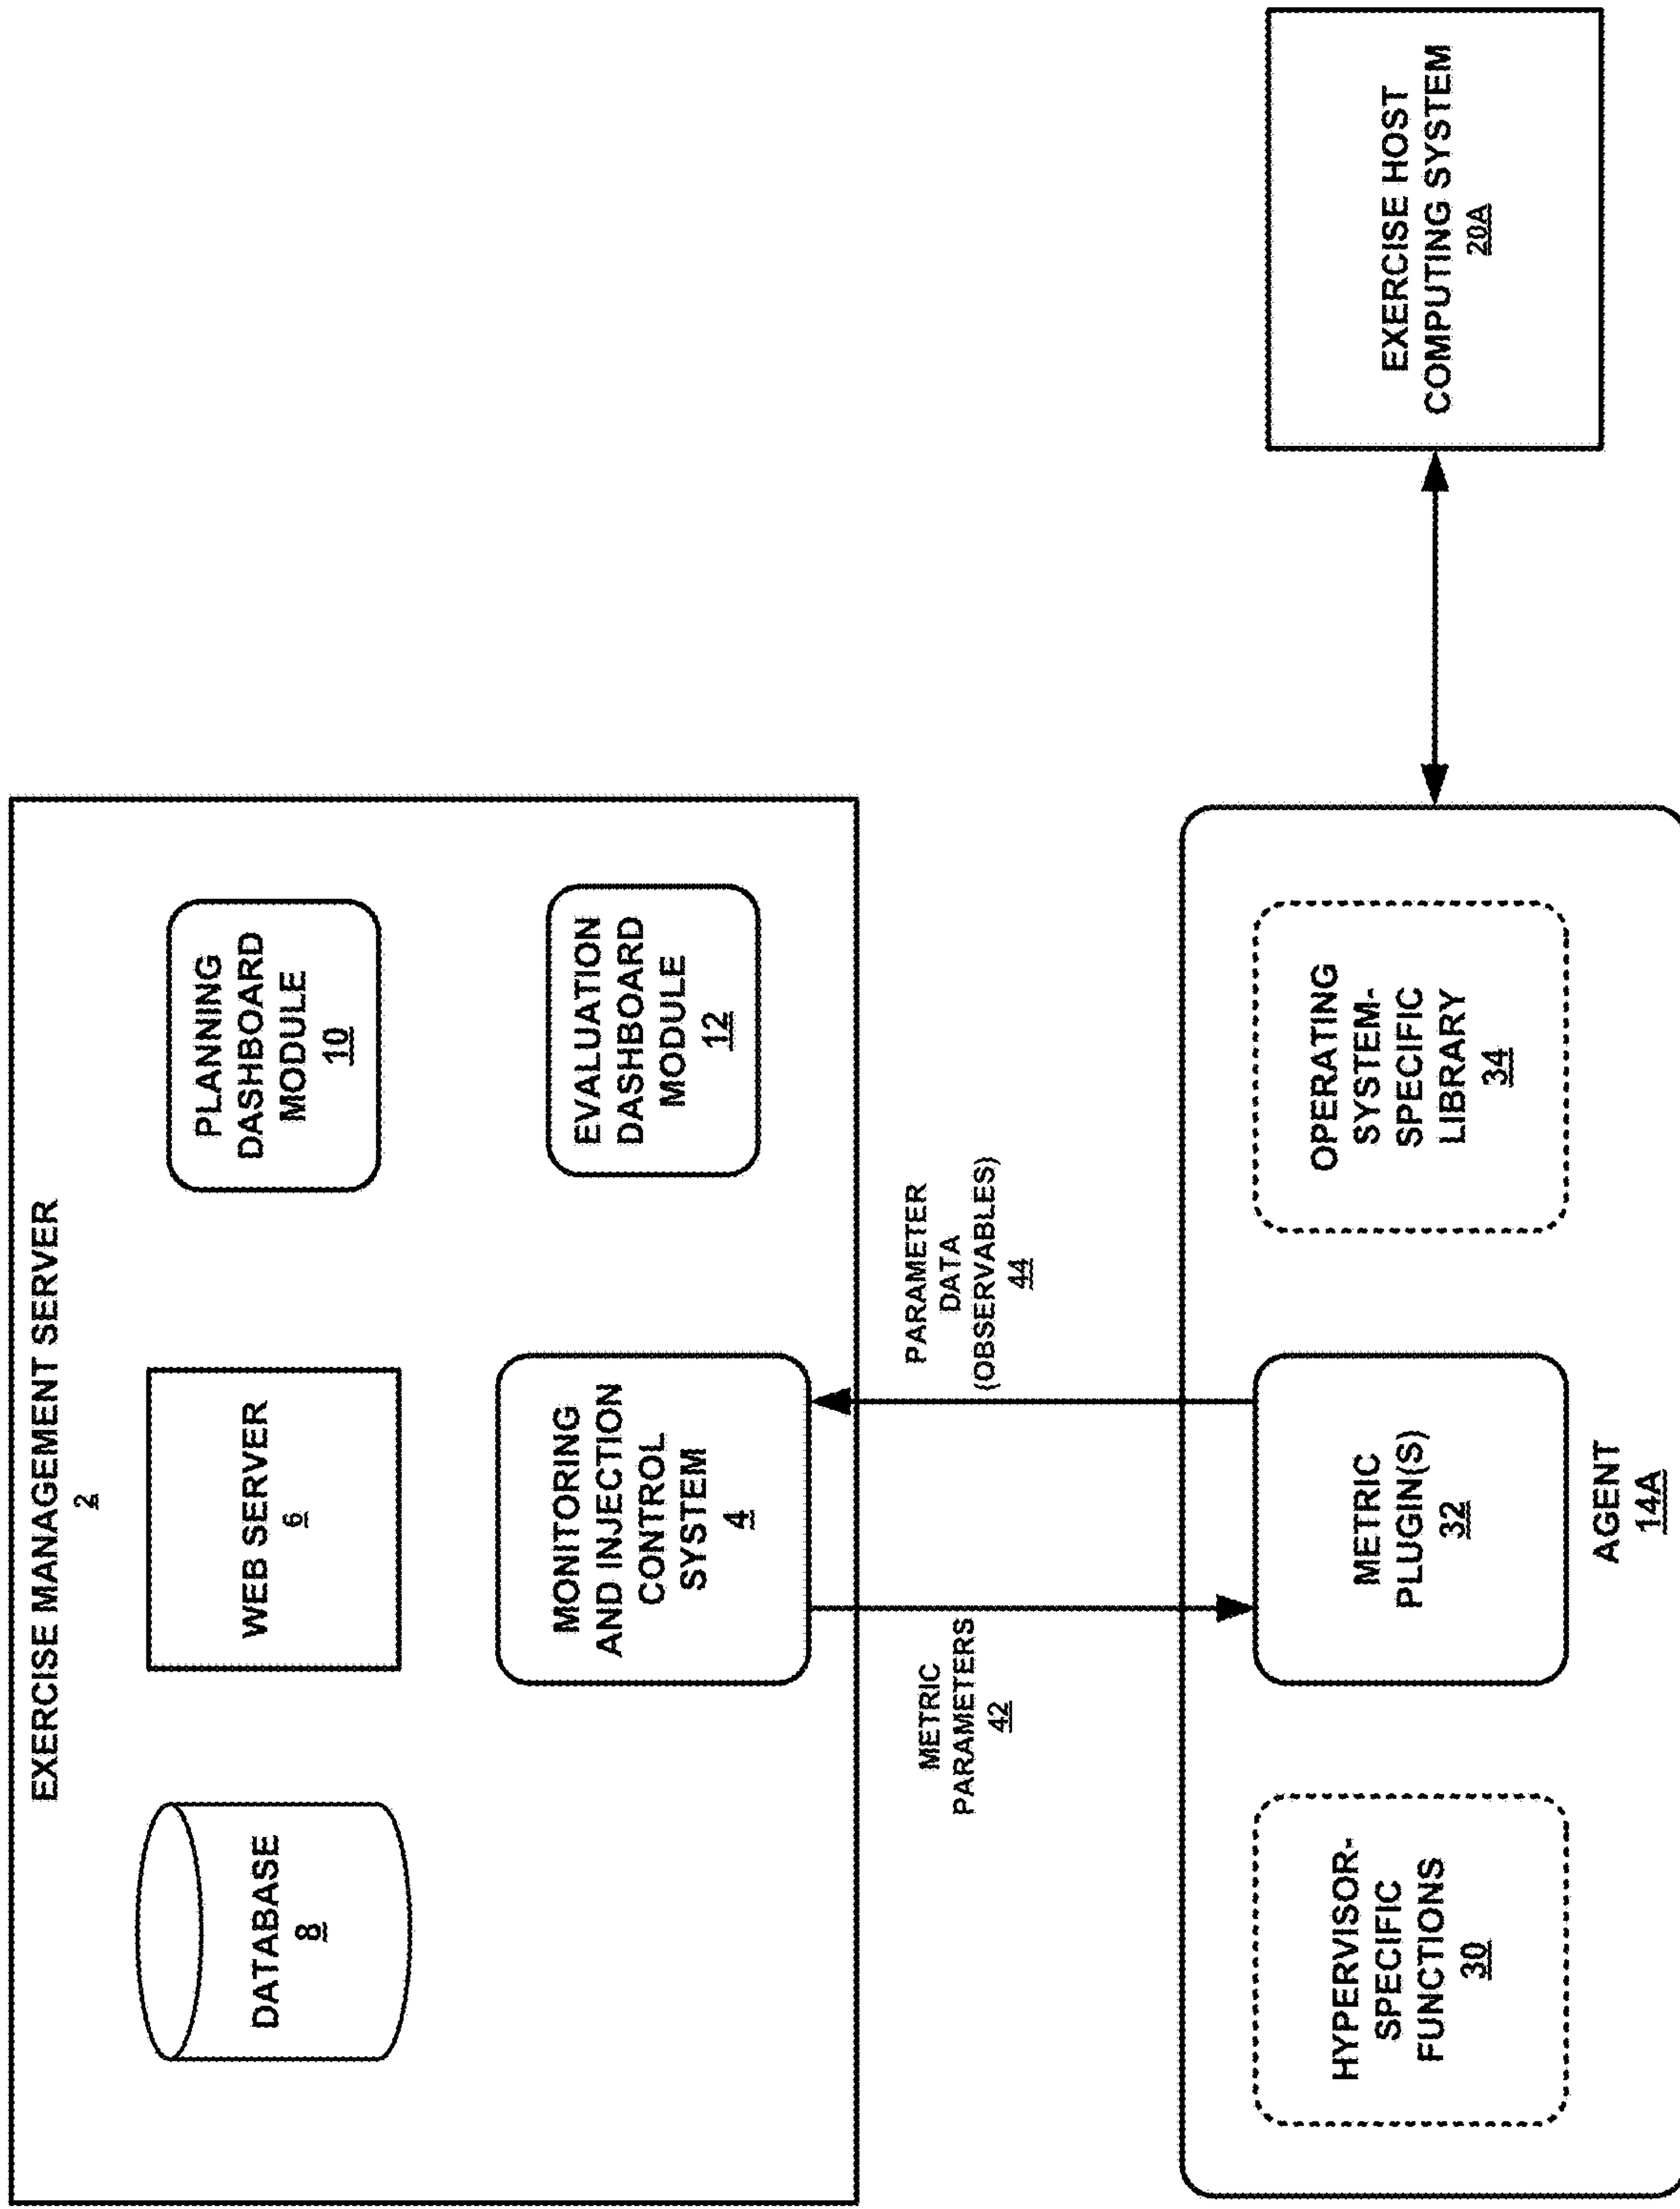 EXERCISE MANAGEMENT SERVER
2
DATABASE
8
WEB SERVER
6
PLANNING
DASHBOARD
MODULE
10
MONITORING
AND INJECTION
CONTROL
SYSTEM
4
EVALUATION
DASHBOARD
MODULE
12
METRIC
PARAMETERS
42
PARAMETER
DATA
(OBSERVABLES)
44
HYPERVISOR-
SPECIFIC
FUNCTIONS
30
METRIC
PLUGIN(S)
32
OPERATING
SYSTEM-
SPECIFIC
LIBRARY
34
AGENT
14A
EXERCISE HOST
COMPUTING SYSTEM
20A